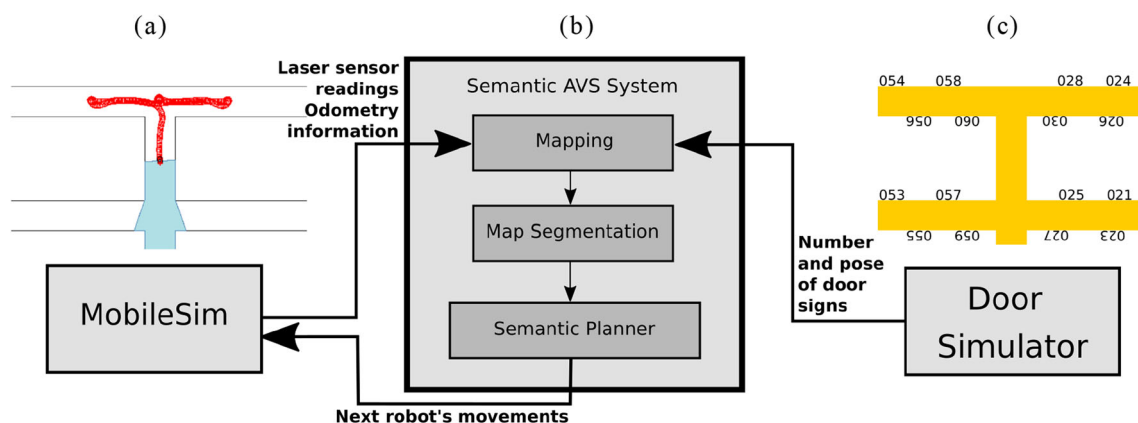 (a)
(b)
(c)
Laser sensor
readings
Odometry
information
Semantic AVS System
Mapping
Map Segmentation
Semantic Planner
MobileSim
Next robot's movements
Number
and pose
of door
signs
054 058 028 024
056 060 030 026
053 057 025 021
055 059 027 023
Door
Simulator